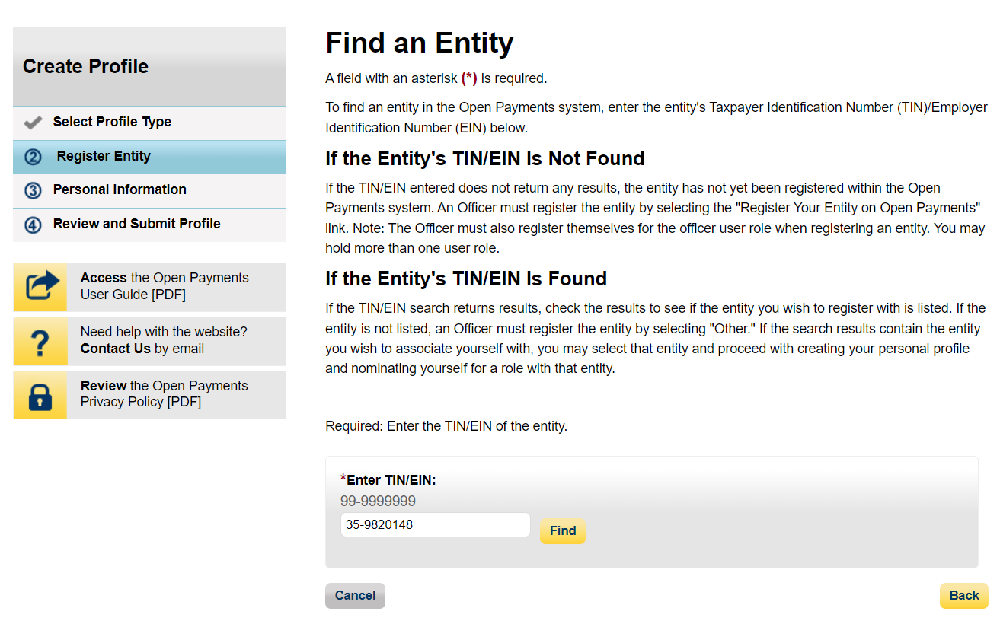 Create Profile
Select Profile Type
2 Register Entity
3 Personal Information
4 Review and Submit Profile
Access the Open Payments
User Guide [PDF]
? Need help with the website?
Contact Us by email
Review the Open Payments
Privacy Policy [PDF]
Find an Entity
A field with an asterisk (*) is required.
To find an entity in the Open Payments system, enter the entity's Taxpayer Identification Number (TIN)/Employer
Identification Number (EIN) below.
If the Entity's TIN/EIN Is Not Found
If the TIN/EIN entered does not return any results, the entity has not yet been registered within the Open
Payments system. An Officer must register the entity by selecting the "Register Your Entity on Open Payments"
link. Note: The Officer must also register themselves for the officer user role when registering an entity. You may
hold more than one user role.
If the Entity's TIN/EIN Is Found
If the TIN/EIN search returns results, check the results to see if the entity you wish to register with is listed. If the
entity is not listed, an Officer must register the entity by selecting "Other." If the search results contain the entity
you wish to associate yourself with, you may select that entity and proceed with creating your personal profile
and nominating yourself for a role with that entity.
Required: Enter the TIN/EIN of the entity.
*Enter TIN/EIN:
99-9999999
35-9820148
Find
Cancel
Back